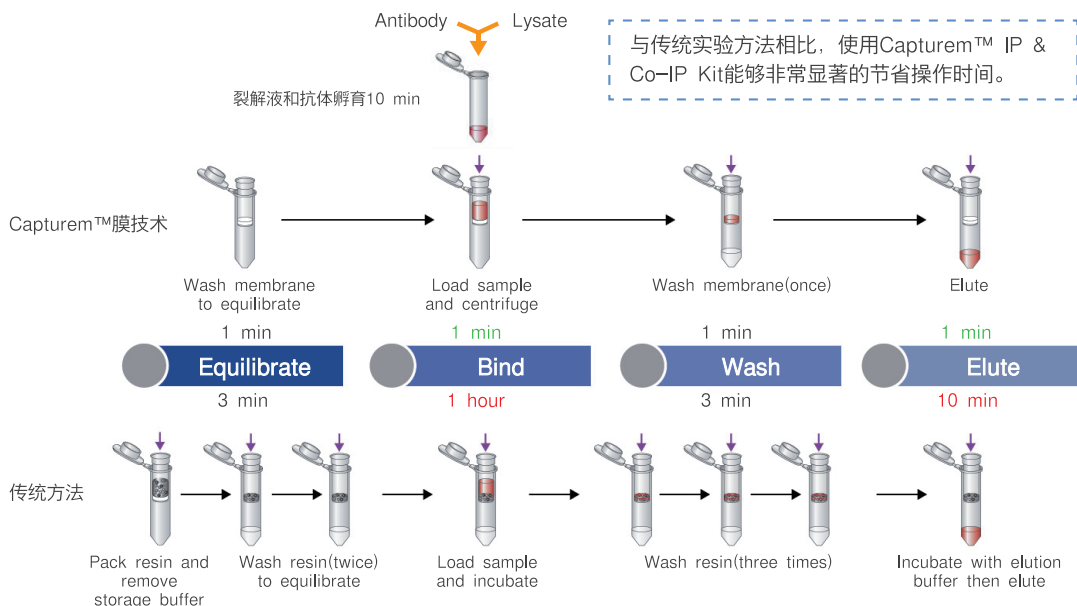 Antibody Lysate
与传统实验方法相比，使用Capturem™ IP &
Co-IP Kit能够非常显著的节省操作时间。
裂解液和抗体孵育10 min
Capturem™膜技术
Wash membrane
to equilibrate
Load sample
and centrifuge
Wash membrane(once)
Elute
1 min
1 min
1 min
1 min
Equilibrate
Bind
Wash
Elute
3 min
1 hour
3 min
10 min
传统方法
Pack resin and
remove
storage buffer
Wash resin(twice)
to equilibrate
Load sample
and incubate
Wash resin(three times)
Incubate with elution
buffer then elute